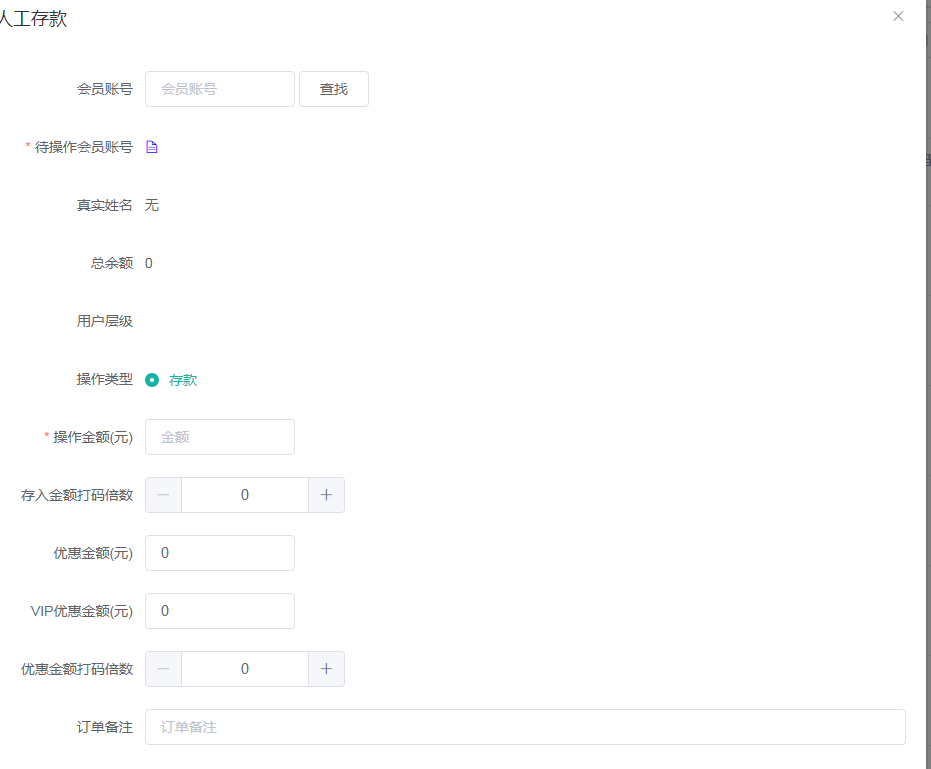 人工存款
会员账号 会员账号 查找
* 待操作会员账号
真实姓名 无
总余额 0
用户层级
操作类型 存款
* 操作金额(元) 金额
存入金额打码倍数 — 0 +
优惠金额(元) 0
VIP优惠金额(元) 0
优惠金额打码倍数 — 0 +
订单备注 订单备注